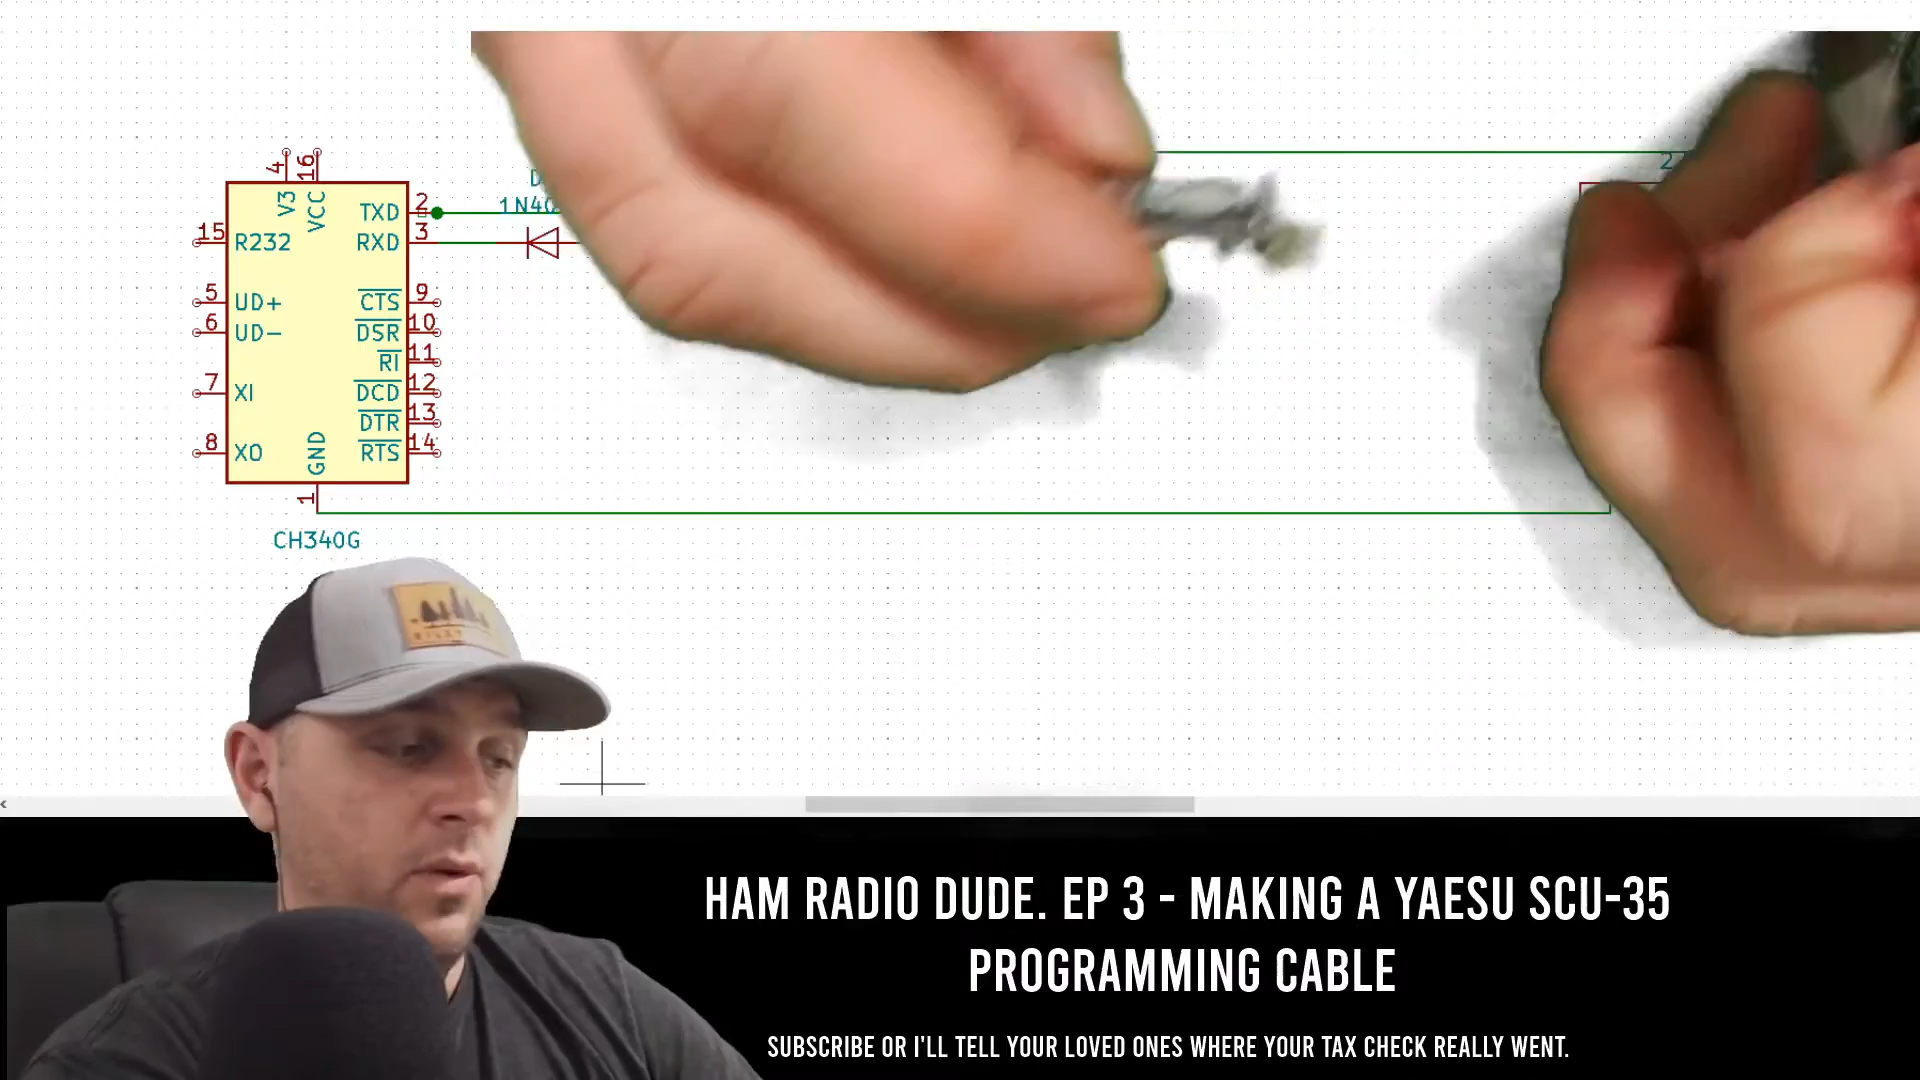 4
16
V3
VCC
TXD
2
RXD
3
15
R232
5
UD+
6
UD-
7
XI
8
XO
CTS
9
DSR
10
RI
11
DCD
12
DTR
13
RTS
14
GND
1
CH340G
2
HAM RADIO DUDE. EP 3 - MAKING A YAESU SCU-35
PROGRAMMING CABLE
SUBSCRIBE OR I'LL TELL YOUR LOVED ONES WHERE YOUR TAX CHECK REALLY WENT.